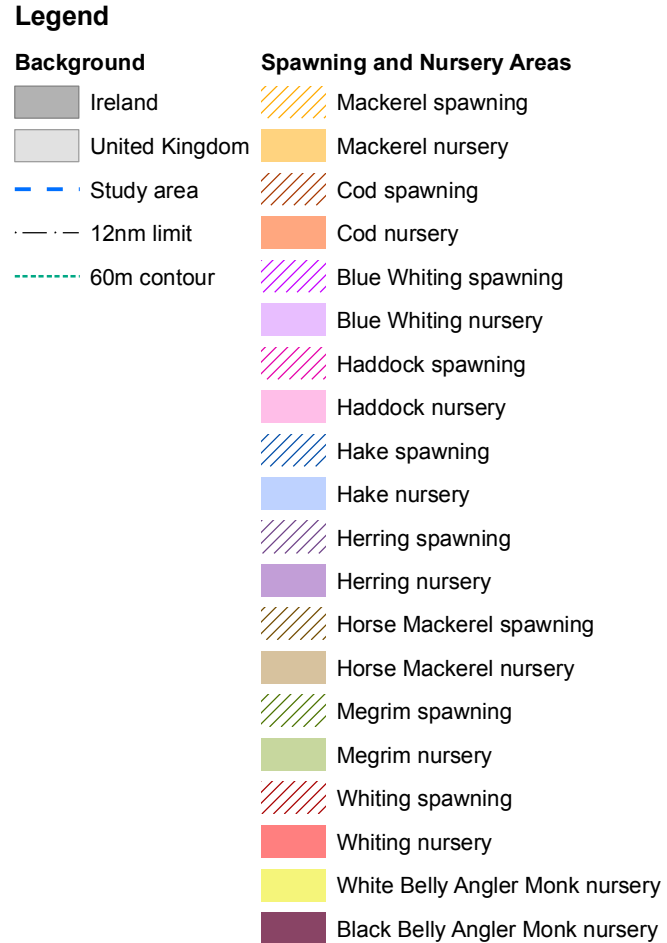 Legend
Background
Ireland
United Kingdom
Study area
12nm limit
60m contour
Spawning and Nursery Areas
Mackerel spawning
Mackerel nursery
Cod spawning
Cod nursery
Blue Whiting spawning
Blue Whiting nursery
Haddock spawning
Haddock nursery
Hake spawning
Hake nursery
Herring spawning
Herring nursery
Horse Mackerel spawning
Horse Mackerel nursery
Megrim spawning
Megrim nursery
Whiting spawning
Whiting nursery
White Belly Angler Monk nursery
Black Belly Angler Monk nursery